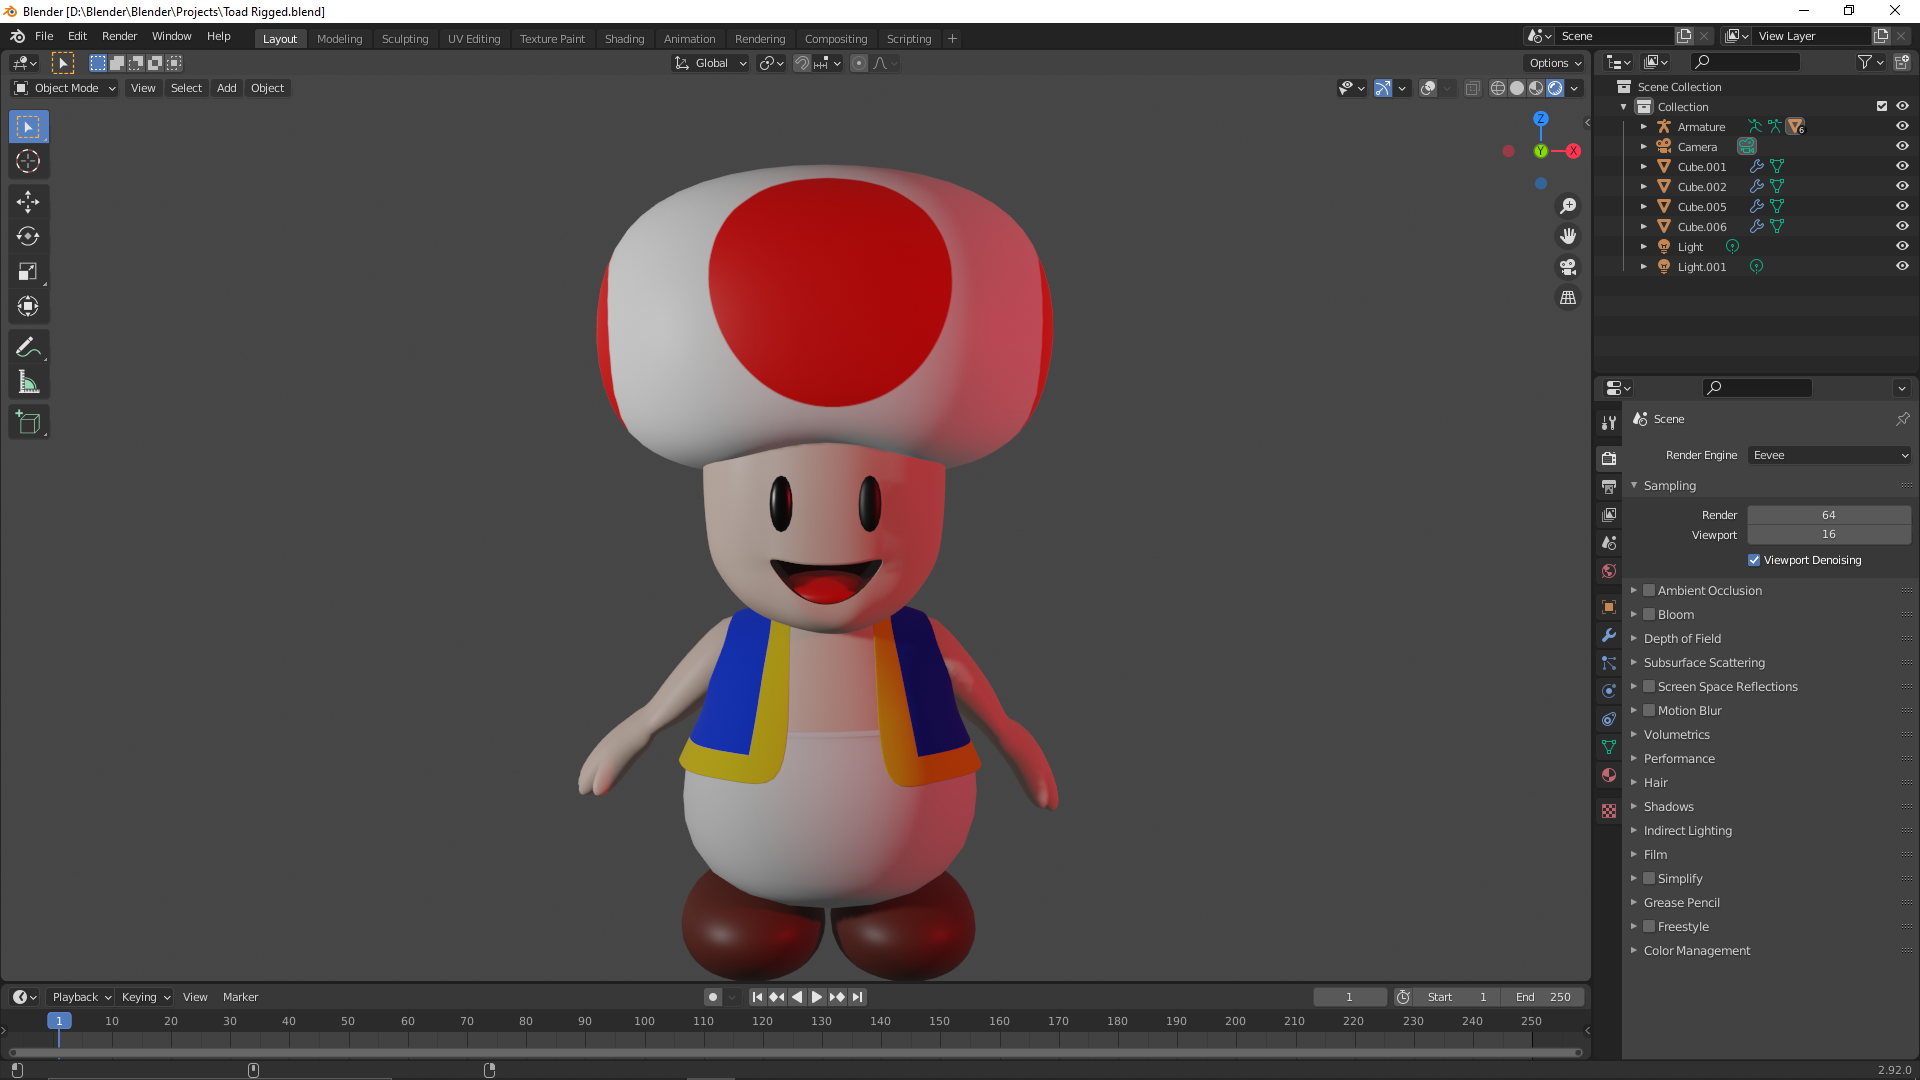 Blender [D:\Blender\Blender\Projects\Toad Rigged.blend]
File Edit Render Window Help Layout Modeling Sculpting UV Editing Texture Paint Shading Animation Rendering Compositing Scripting + Scene View Layer
Global Options
Object Mode View Select Add Object
Z
Y X
Scene Collection
Collection
Armature 6
Camera
Cube.001
Cube.002
Cube.005
Cube.006
Light
Light.001
Scene
Render Engine Eevee
Sampling
Render 64
Viewport 16
Viewport Denoising
Ambient Occlusion
Bloom
Depth of Field
Subsurface Scattering
Screen Space Reflections
Motion Blur
Volumetrics
Performance
Hair
Shadows
Indirect Lighting
Film
Simplify
Grease Pencil
Freestyle
Color Management
Playback Keying View Marker 1 Start 1 End 250
1 10 20 30 40 50 60 70 80 90 100 110 120 130 140 150 160 170 180 190 200 210 220 230 240 250
2.92.0